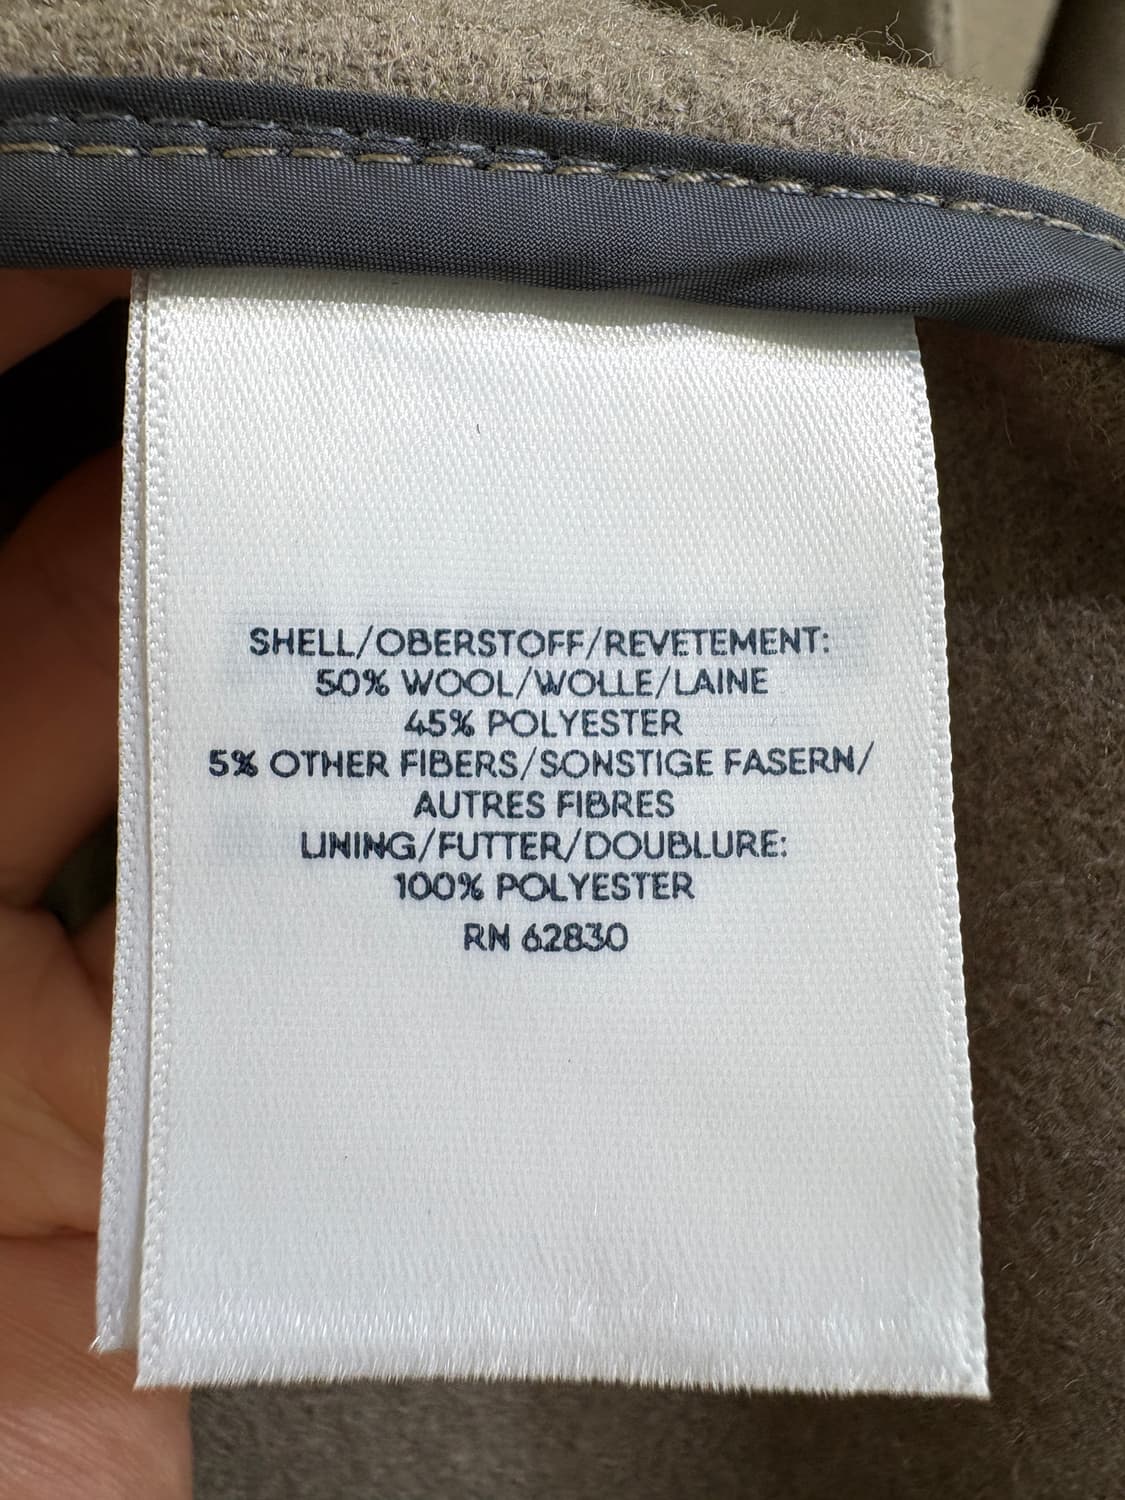 SHELL/OBERSTOFF/REVETEMENT:
50% WOOL/WOLLE/LAINE
45% POLYESTER
5% OTHER FIBERS/SONSTIGE FASERN/
AUTRES FIBRES
LINING/FUTTER/DOUBLURE:
100% POLYESTER
RN 62830